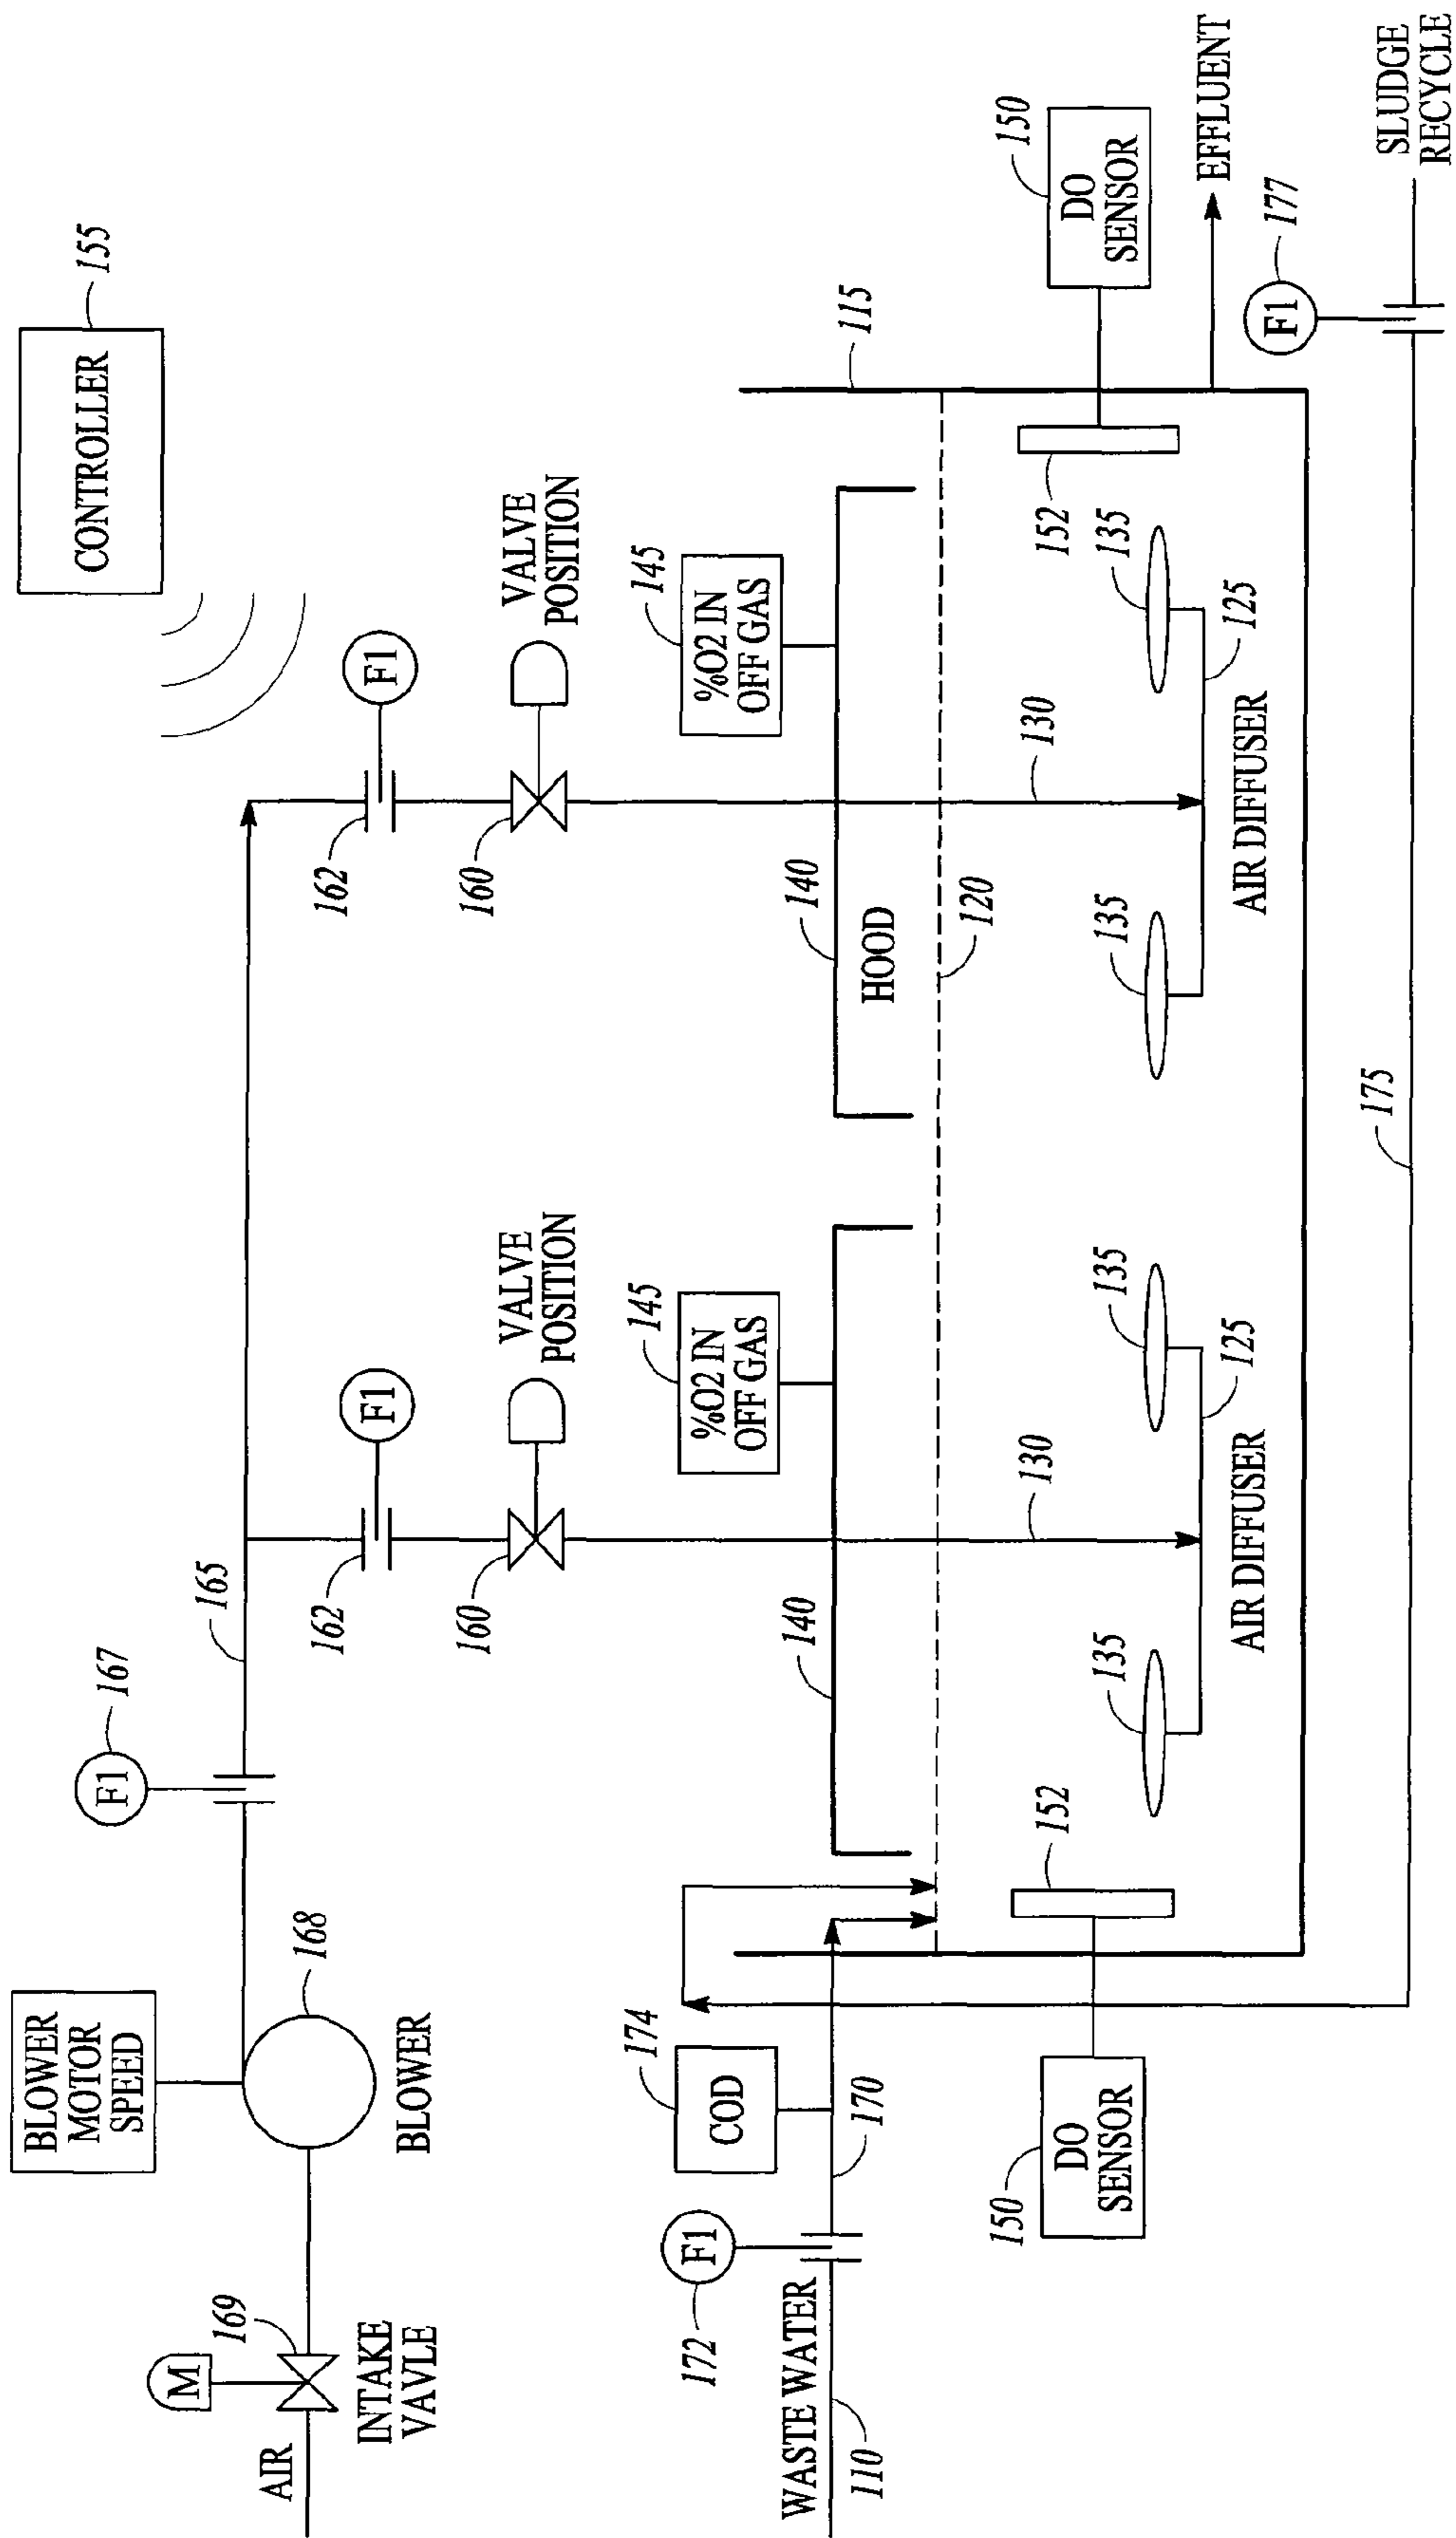 CONTROLLER
155
BLOWER
MOTOR
SPEED
F1
167
165
168
BLOWER
M
169
AIR
INTAKE
VAVLE
F1
162
F1
162
160
VALVE
POSITION
160
VALVE
POSITION
%O2 IN
OFF GAS
145
%O2 IN
OFF GAS
145
F1
172
COD
174
WASTE WATER
110
170
140
140
HOOD
115
120
130
130
DO
SENSOR
150
152
135
135
125
AIR DIFFUSER
135
135
125
AIR DIFFUSER
152
DO
SENSOR
150
EFFLUENT
F1
177
175
SLUDGE
RECYCLE